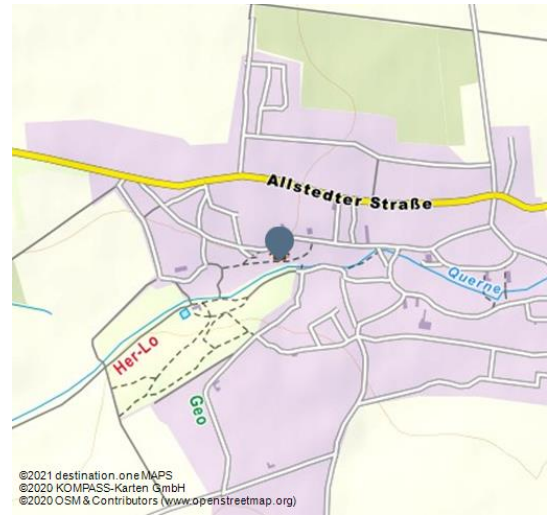 Allstedter Straße
Querne
Her-Lo
Geo
©2021 destination.one MAPS
©2020 KOMPASS-Karten GmbH
©2020 OSM & Contributors (www.openstreetmap.org)